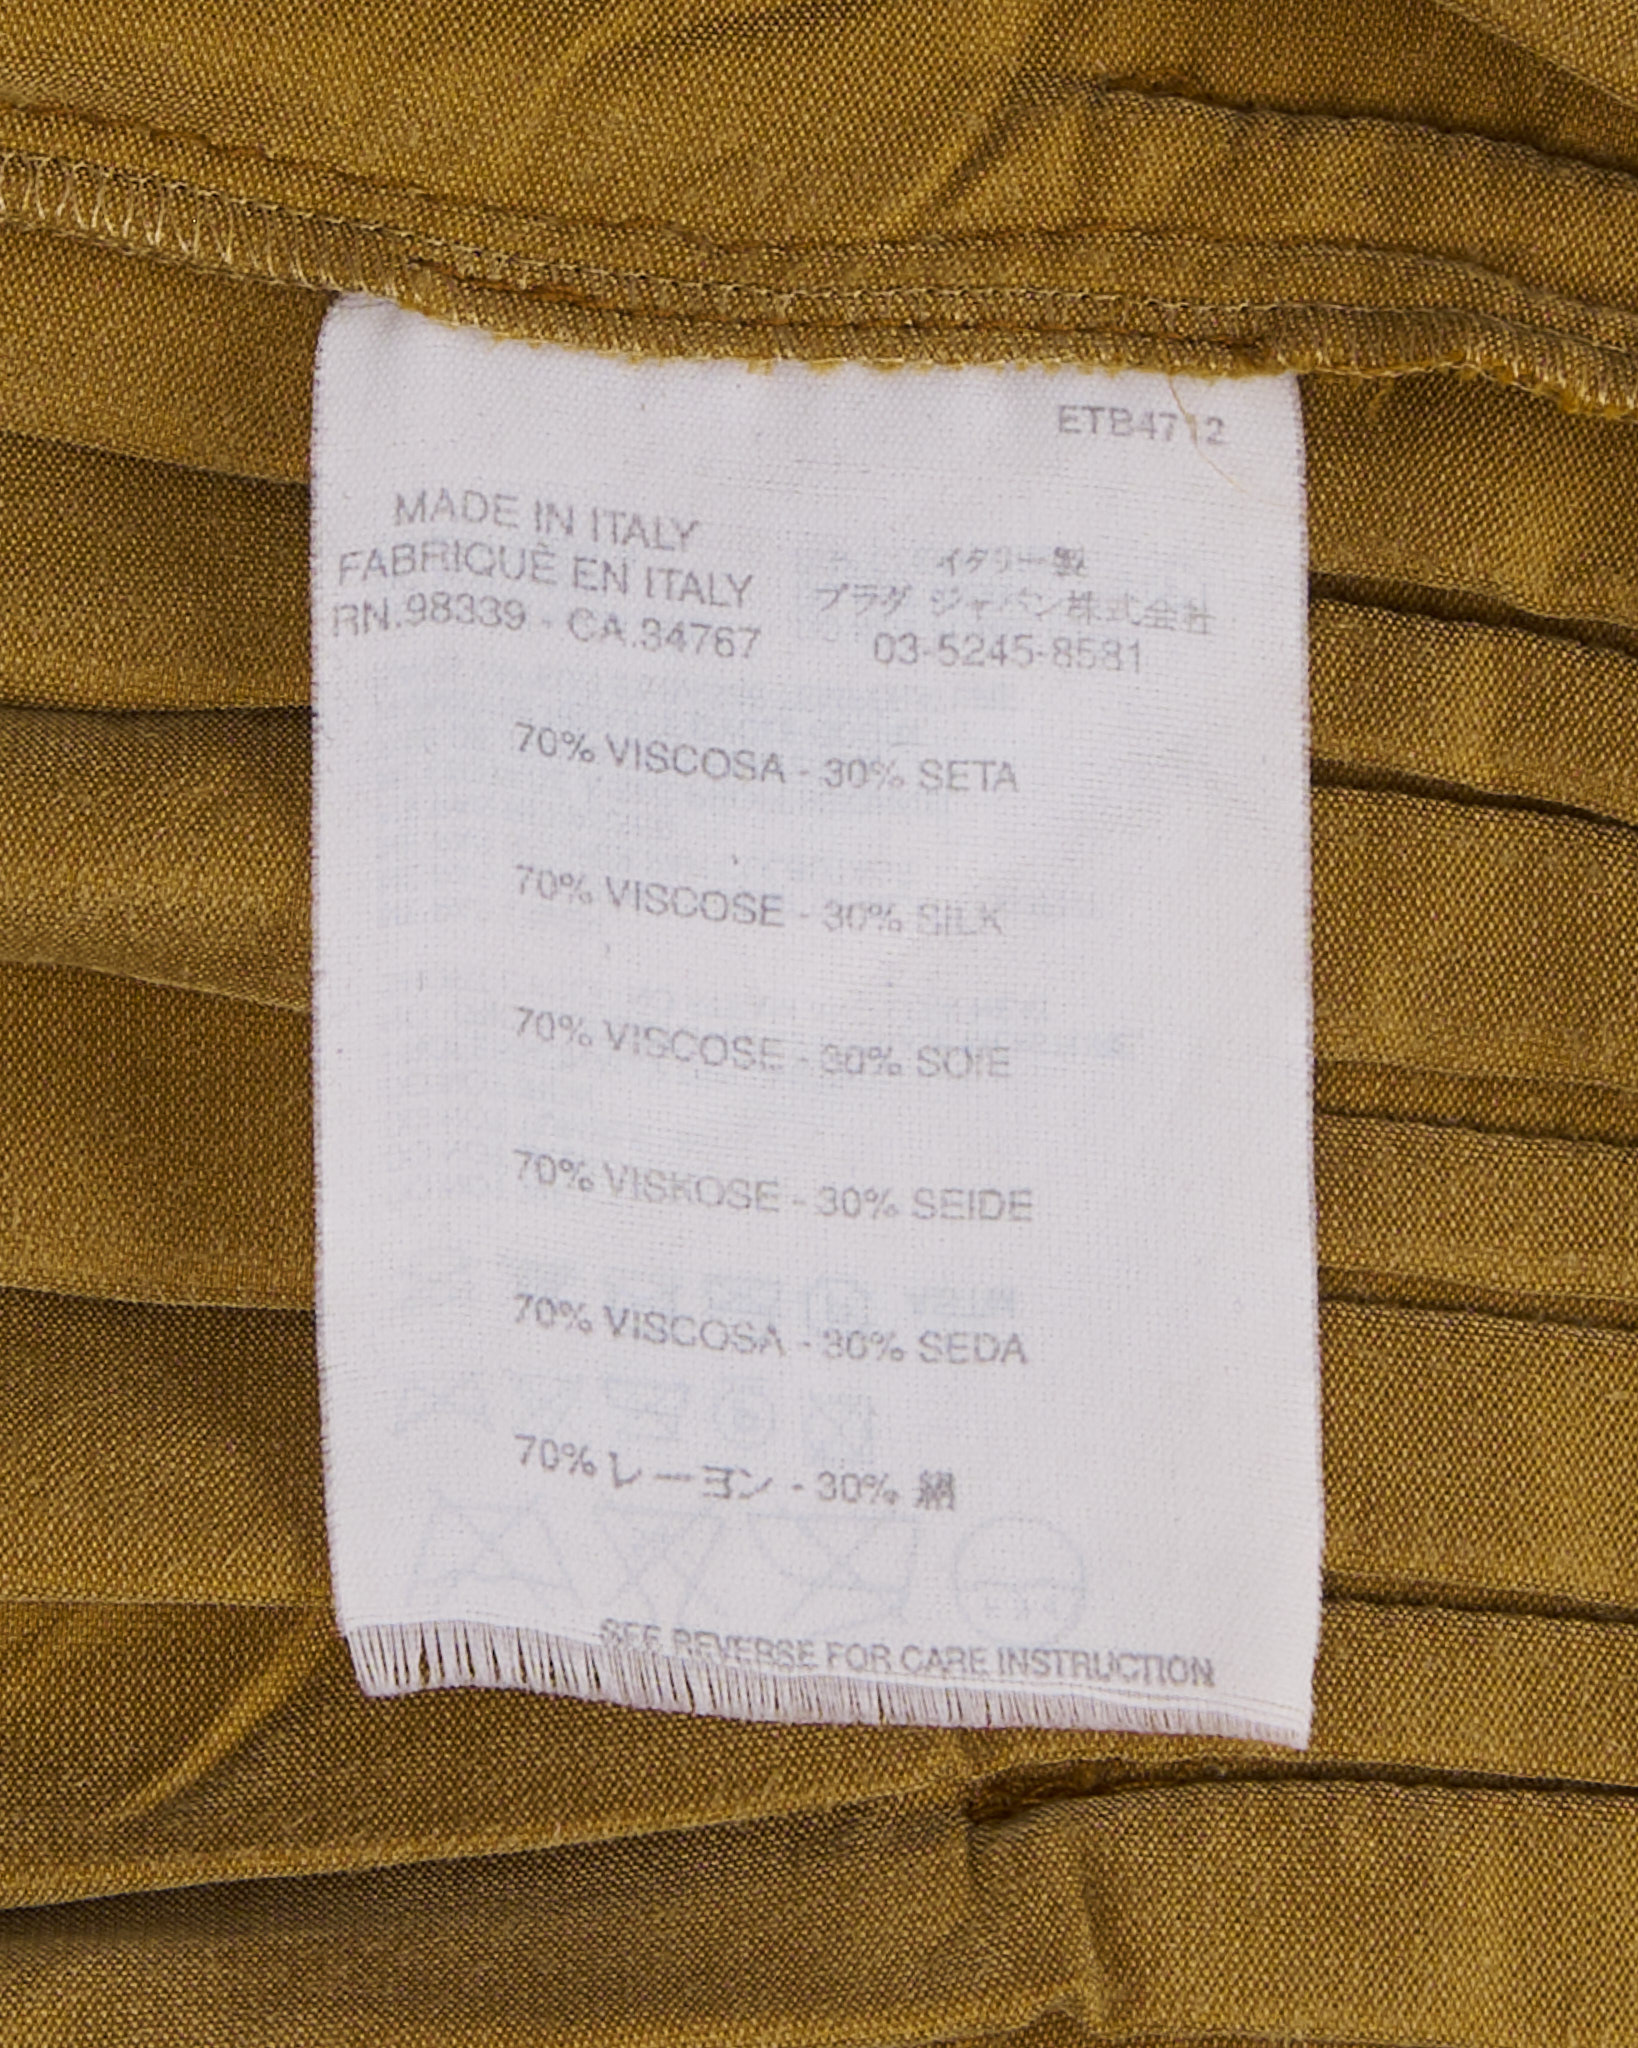 ETB4712
MADE IN ITALY
FABRIQUÈ EN ITALY
RN.98339 - CA.34767
イタリー製
プラダ ジャパン株式会社
03-5245-8581
70% VISCOSA - 30% SETA
70% VISCOSE - 30% SILK
70% VISCOSE - 30% SOIE
70% VISKOSE - 30% SEIDE
70% VISCOSA - 30% SEDA
70% レーヨン - 30% 絹
SEE REVERSE FOR CARE INSTRUCTION